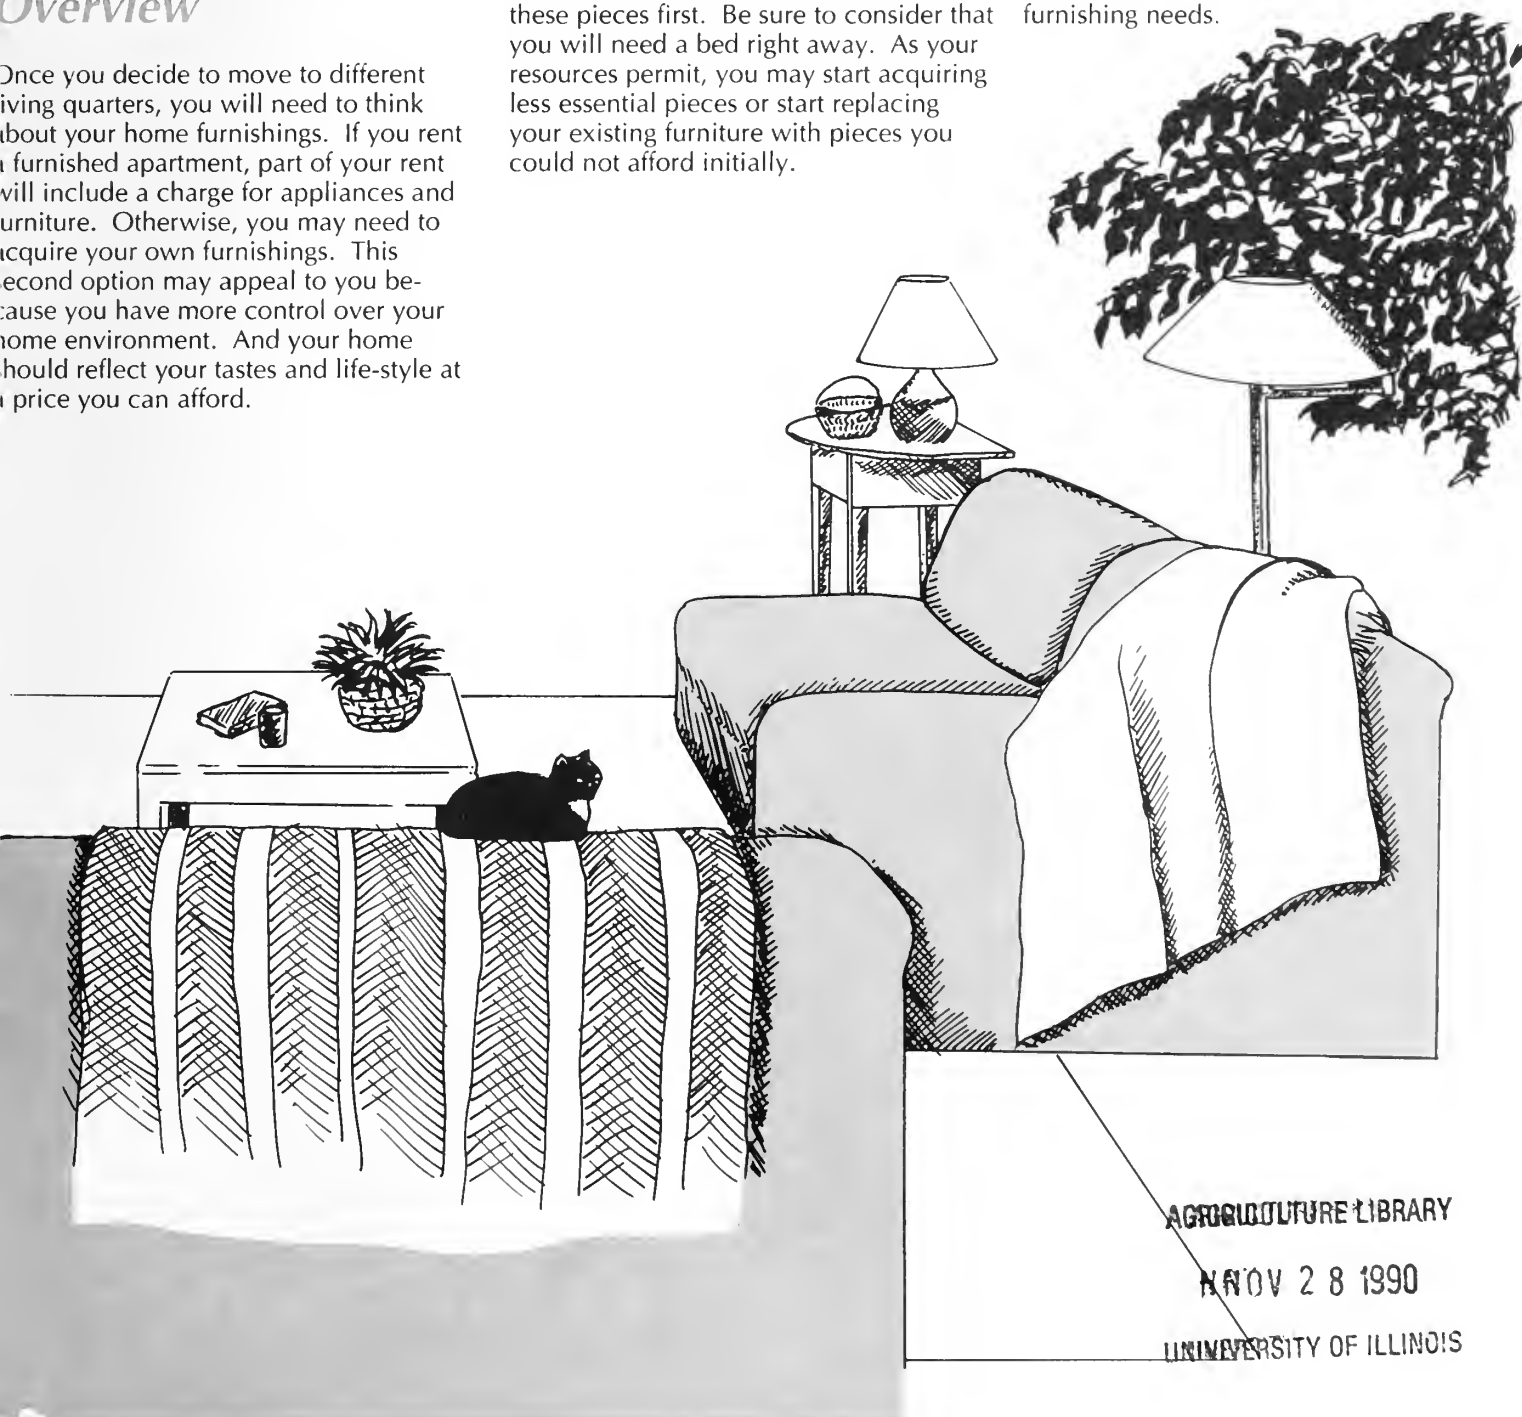 Overview
Once you decide to move to different
iving quarters, you will need to think
about your home furnishings. If you rent
a furnished apartment, part of your rent
will include a charge for appliances and
urniture. Otherwise, you may need to
acquire your own furnishings. This
second option may appeal to you be-
cause you have more control over your
home environment. And your home
should reflect your tastes and life-style at
a price you can afford.
these pieces first. Be sure to consider that
you will need a bed right away. As your
resources permit, you may start acquiring
less essential pieces or start replacing
your existing furniture with pieces you
could not afford initially.
furnishing needs.
AGRICULTURE LIBRARY
NOV 28 1990
UNIVERSITY OF ILLINOIS